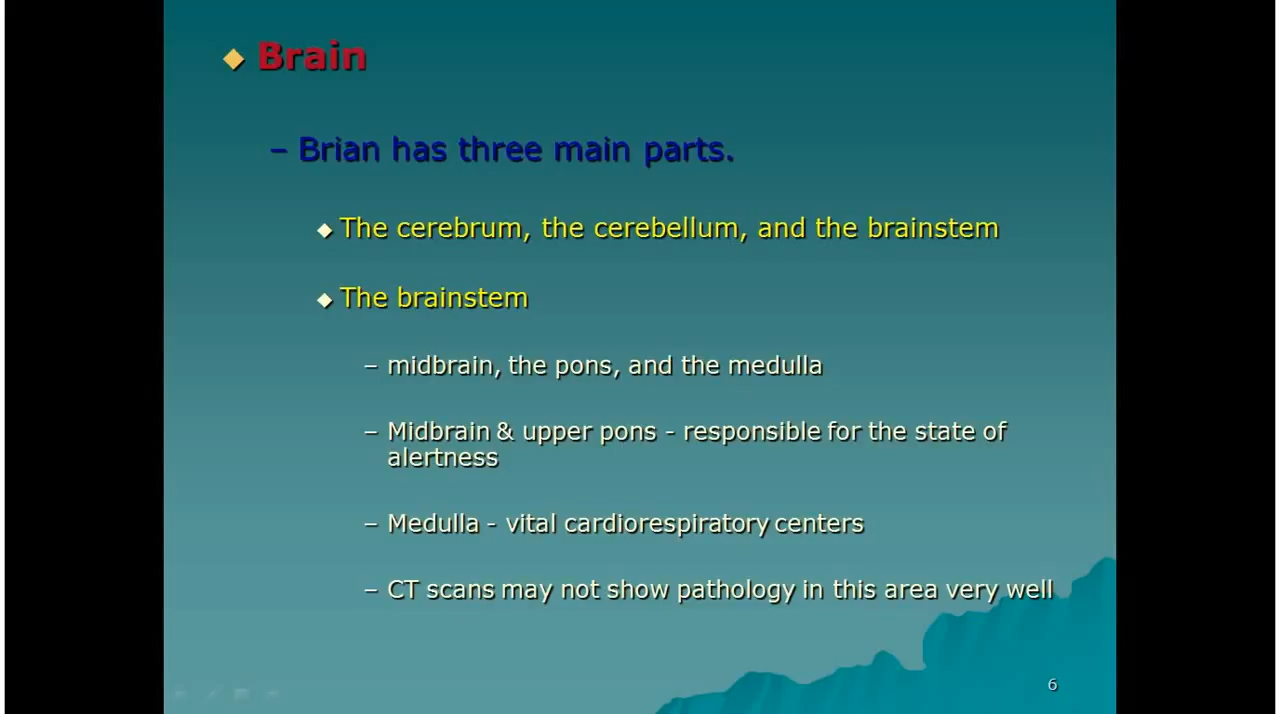 Brain
– Brian has three main parts.
The cerebrum, the cerebellum, and the brainstem
The brainstem
– midbrain, the pons, and the medulla
– Midbrain & upper pons - responsible for the state of
alertness
– Medulla - vital cardiorespiratory centers
– CT scans may not show pathology in this area very well
6